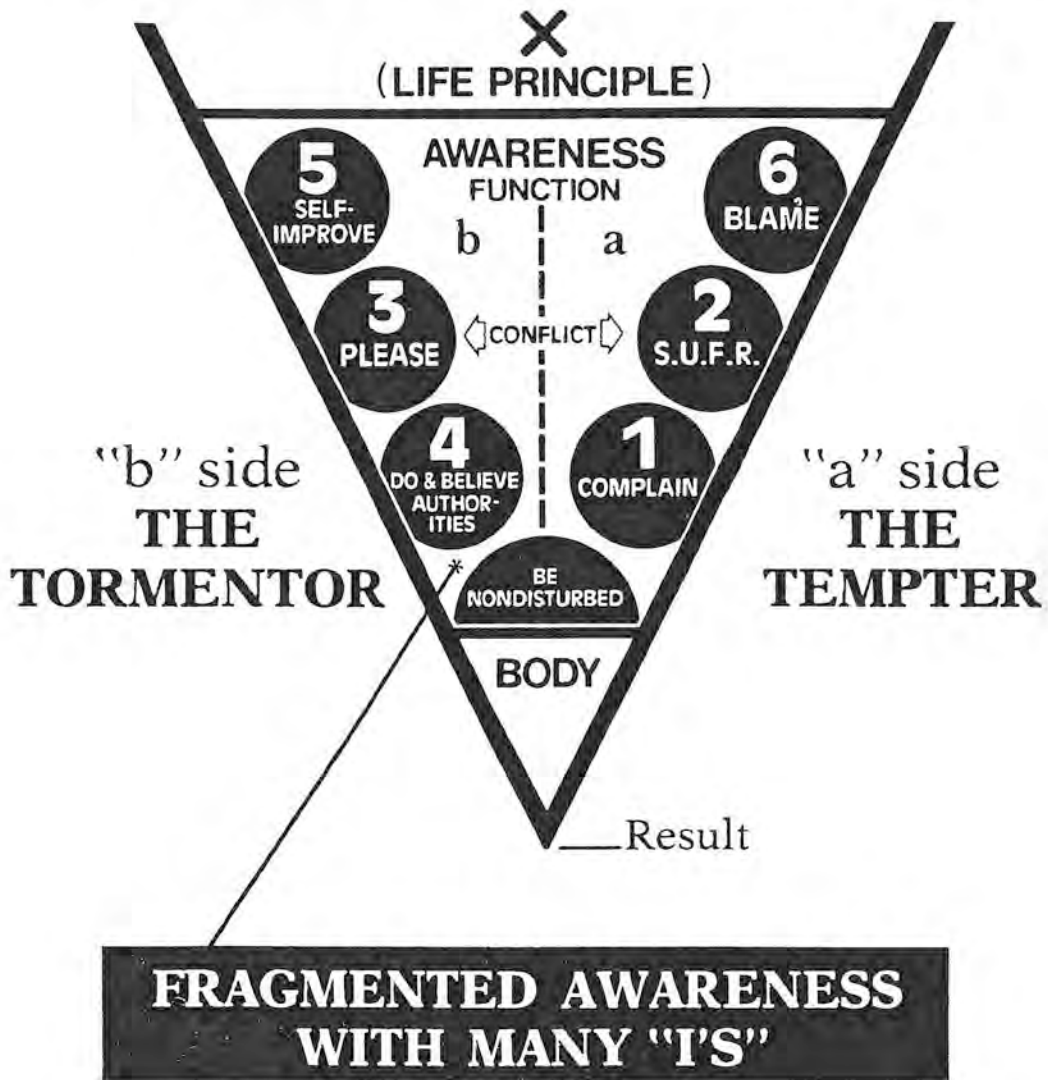 X
(LIFE PRINCIPLE)
AWARENESS
FUNCTION
b
a
5
SELF-
IMPROVE
6
BLAME
3
PLEASE
CONFLICT
2
S.U.F.R.
4
DO & BELIEVE
AUTHOR-
ITIES
1
COMPLAIN
"b" side
THE
TORMENTOR
"a" side
THE
TEMPTER
*
BE
NONDISTURBED
BODY
Result
FRAGMENTED AWARENESS
WITH MANY "I'S"